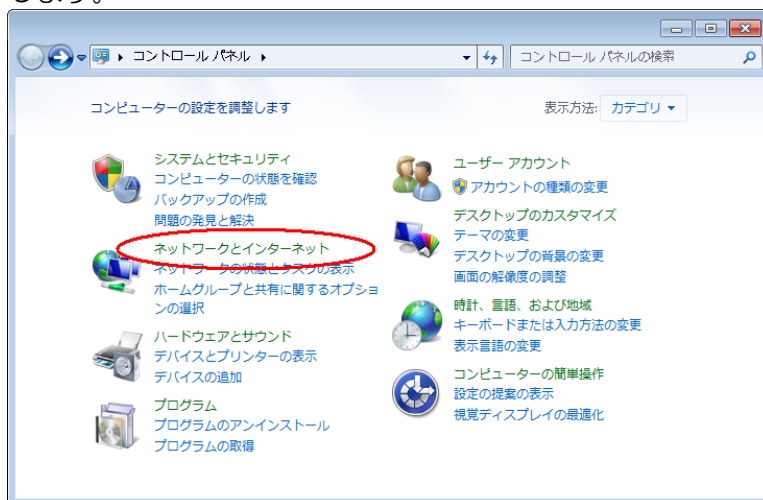 します。
コントロール パネル
コントロール パネルの検索
コンピューターの設定を調整します
表示方法: カテゴリ
システムとセキュリティ
コンピューターの状態を確認
バックアップの作成
問題の発見と解決
ネットワークとインターネット
ネットワークの状態とタスクの表示
ホームグループと共有に関するオプショ
ンの選択
ハードウェアとサウンド
デバイスとプリンターの表示
デバイスの追加
プログラム
プログラムのアンインストール
プログラムの取得
ユーザー アカウント
アカウントの種類の変更
デスクトップのカスタマイズ
テーマの変更
デスクトップの背景の変更
画面の解像度の調整
時計、言語、および地域
キーボードまたは入力方法の変更
表示言語の変更
コンピューターの簡単操作
設定の提案の表示
視覚ディスプレイの最適化